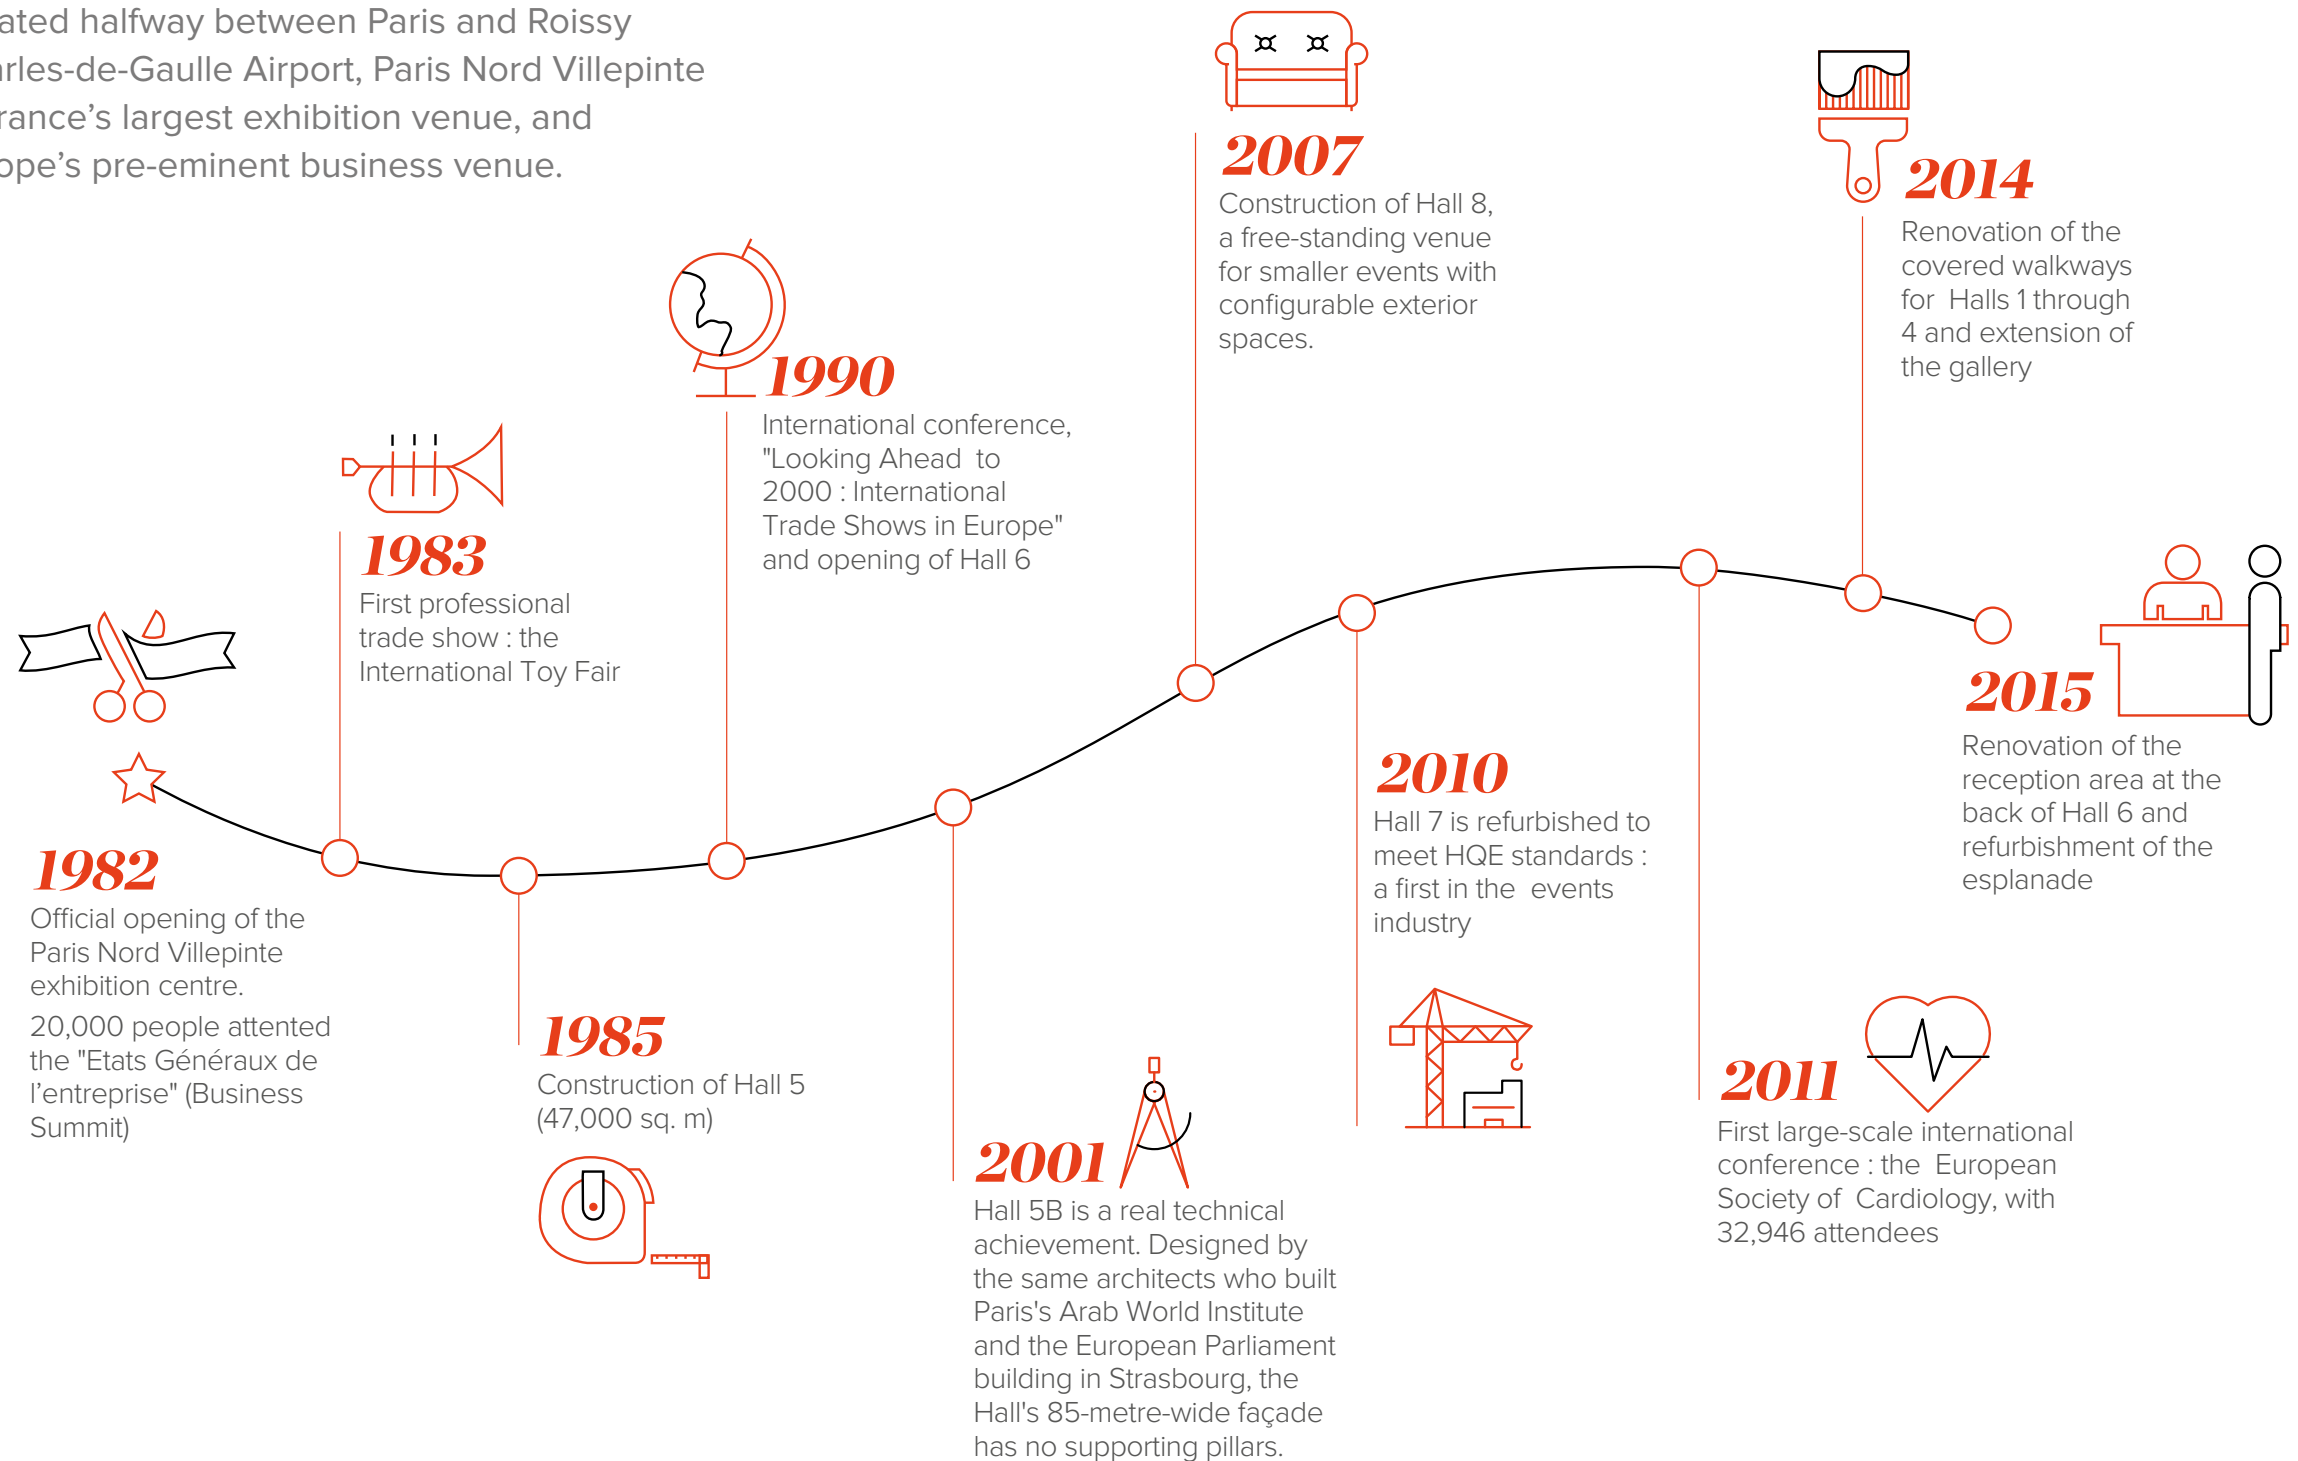 ated halfway between Paris and Roissy
arles-de-Gaulle Airport, Paris Nord Villepinte
rance’s largest exhibition venue, and
ope’s pre-eminent business venue.
1982
Official opening of the
Paris Nord Villepinte
exhibition centre.
20,000 people attented
the "Etats Généraux de
l’entreprise" (Business
Summit)
1983
First professional
trade show : the
International Toy Fair
1985
Construction of Hall 5
(47,000 sq. m)
1990
International conference,
"Looking Ahead to
2000 : International
Trade Shows in Europe"
and opening of Hall 6
2001
Hall 5B is a real technical
achievement. Designed by
the same architects who built
Paris's Arab World Institute
and the European Parliament
building in Strasbourg, the
Hall's 85-metre-wide façade
has no supporting pillars.
2007
Construction of Hall 8,
a free-standing venue
for smaller events with
configurable exterior
spaces.
2010
Hall 7 is refurbished to
meet HQE standards :
a first in the events
industry
2011
First large-scale international
conference : the European
Society of Cardiology, with
32,946 attendees
2014
Renovation of the
covered walkways
for Halls 1 through
4 and extension of
the gallery
2015
Renovation of the
reception area at the
back of Hall 6 and
refurbishment of the
esplanade